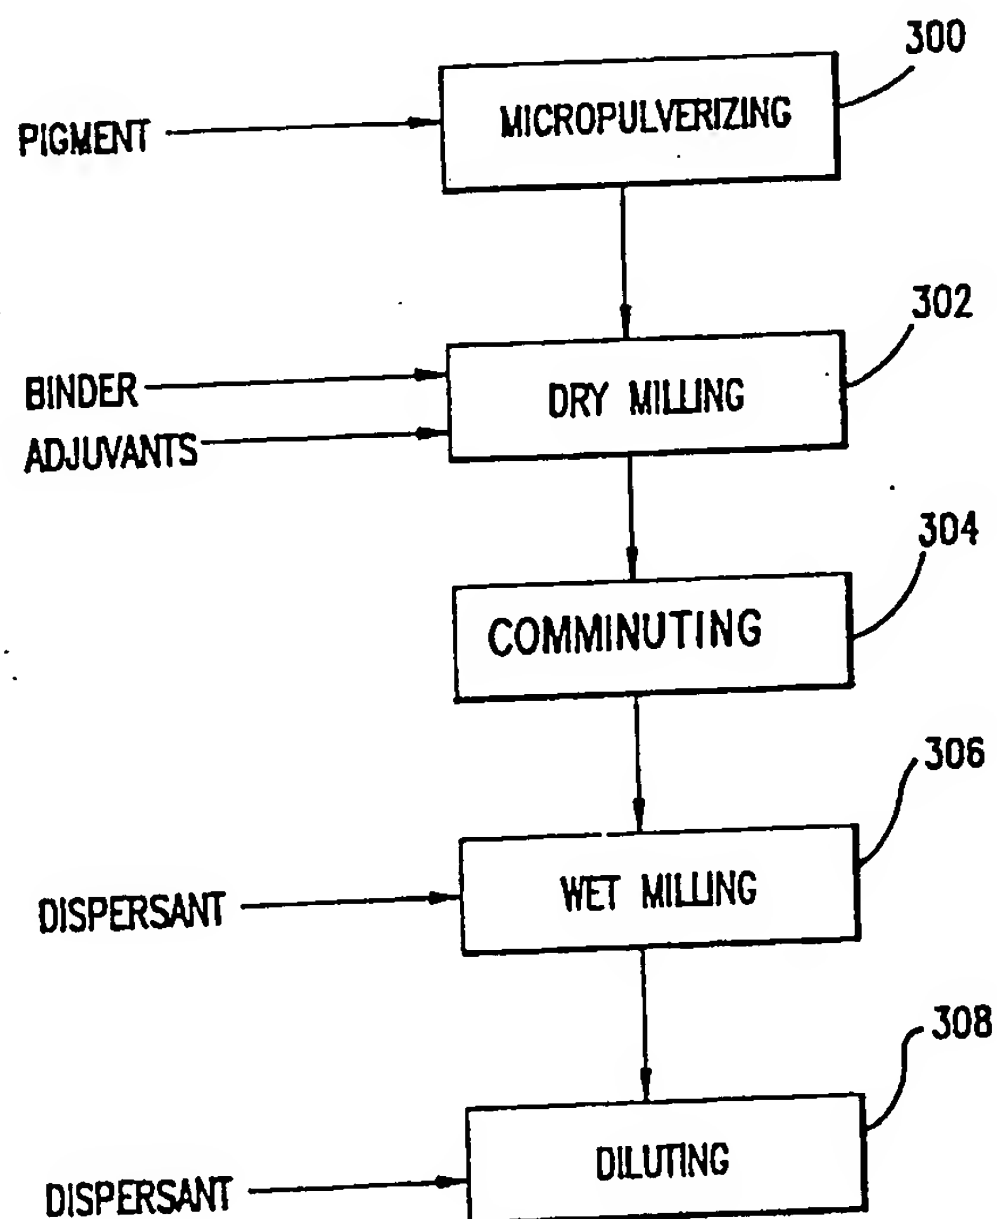 300
PIGMENT
MICROPULVERIZING
302
BINDER
DRY MILLING
ADJUVANTS
304
COMMINUTING
306
DISPERSANT
WET MILLING
308
DILUTING
DISPERSANT